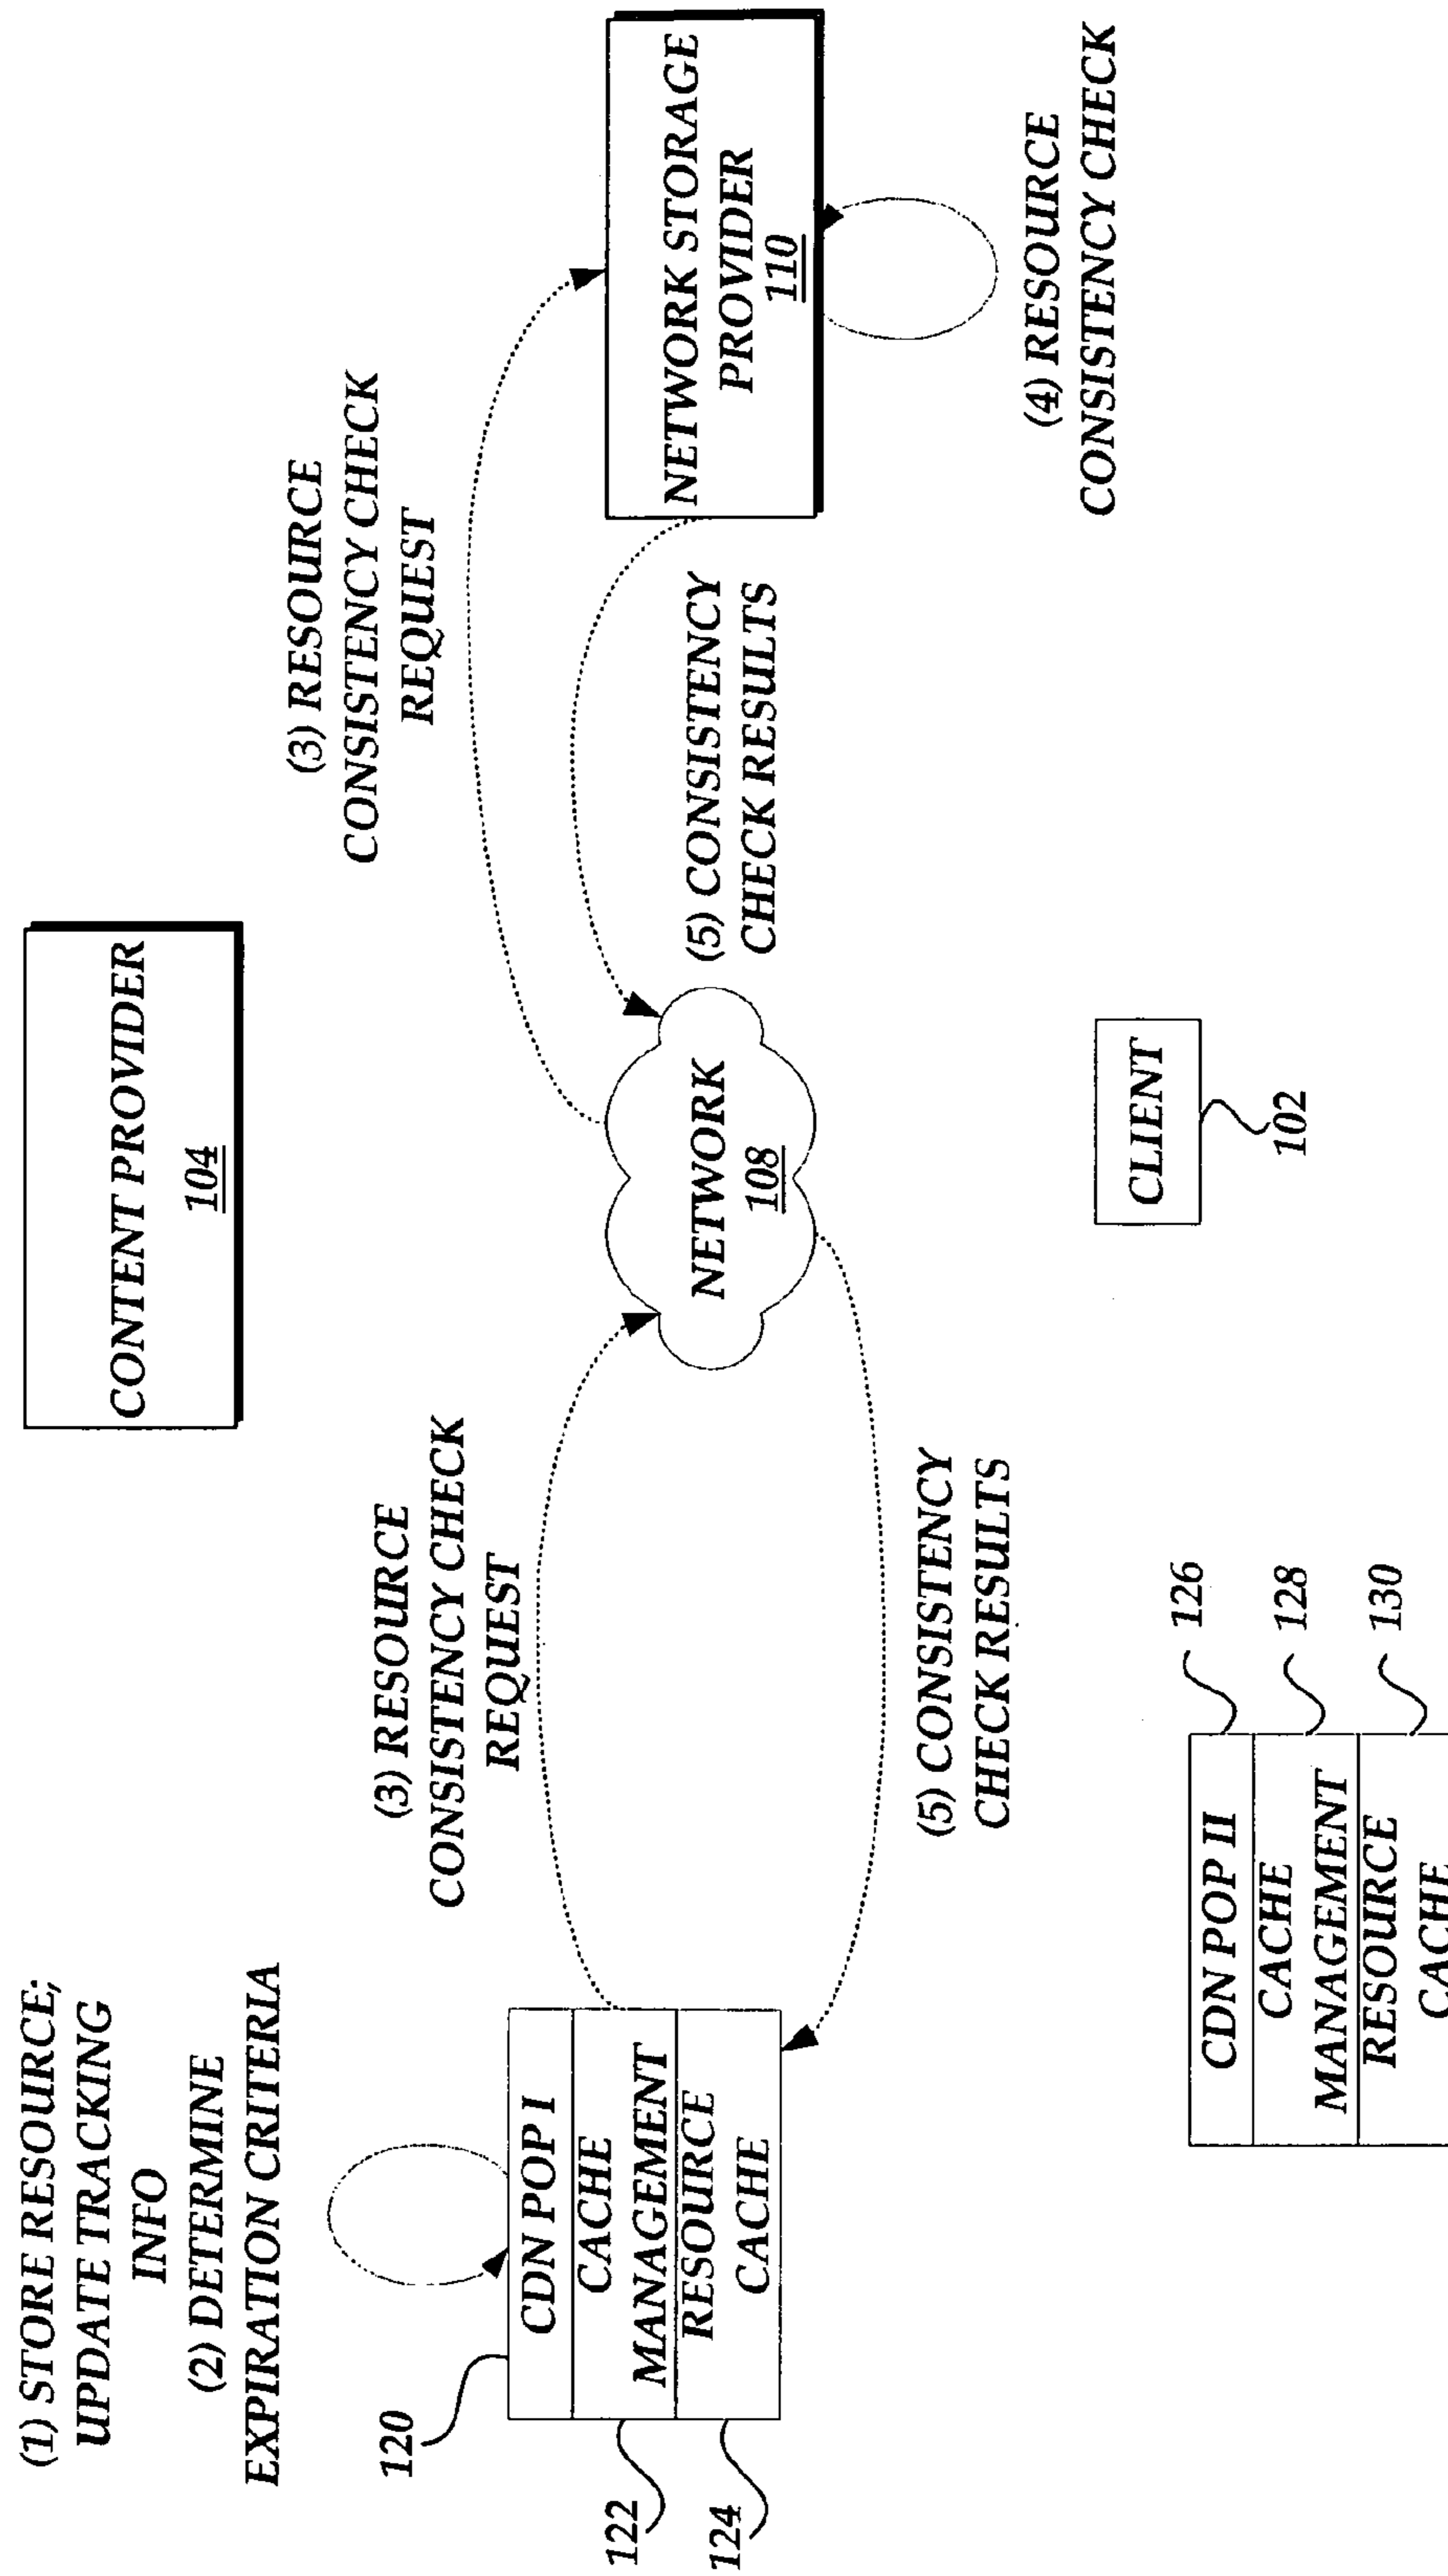 (1) STORE RESOURCE;
UPDATE TRACKING
INFO
(2) DETERMINE
EXPIRATION CRITERIA
CONTENT PROVIDER
104
(3) RESOURCE
CONSISTENCY CHECK
REQUEST
(3) RESOURCE
CONSISTENCY CHECK
REQUEST
120
122
124
CDN POP I
CACHE
MANAGEMENT
RESOURCE
CACHE
NETWORK
108
NETWORK STORAGE
PROVIDER
110
(5) CONSISTENCY
CHECK RESULTS
(5) CONSISTENCY
CHECK RESULTS
(4) RESOURCE
CONSISTENCY CHECK
CLIENT
102
CDN POP II
CACHE
MANAGEMENT
RESOURCE
CACHE
126
128
130